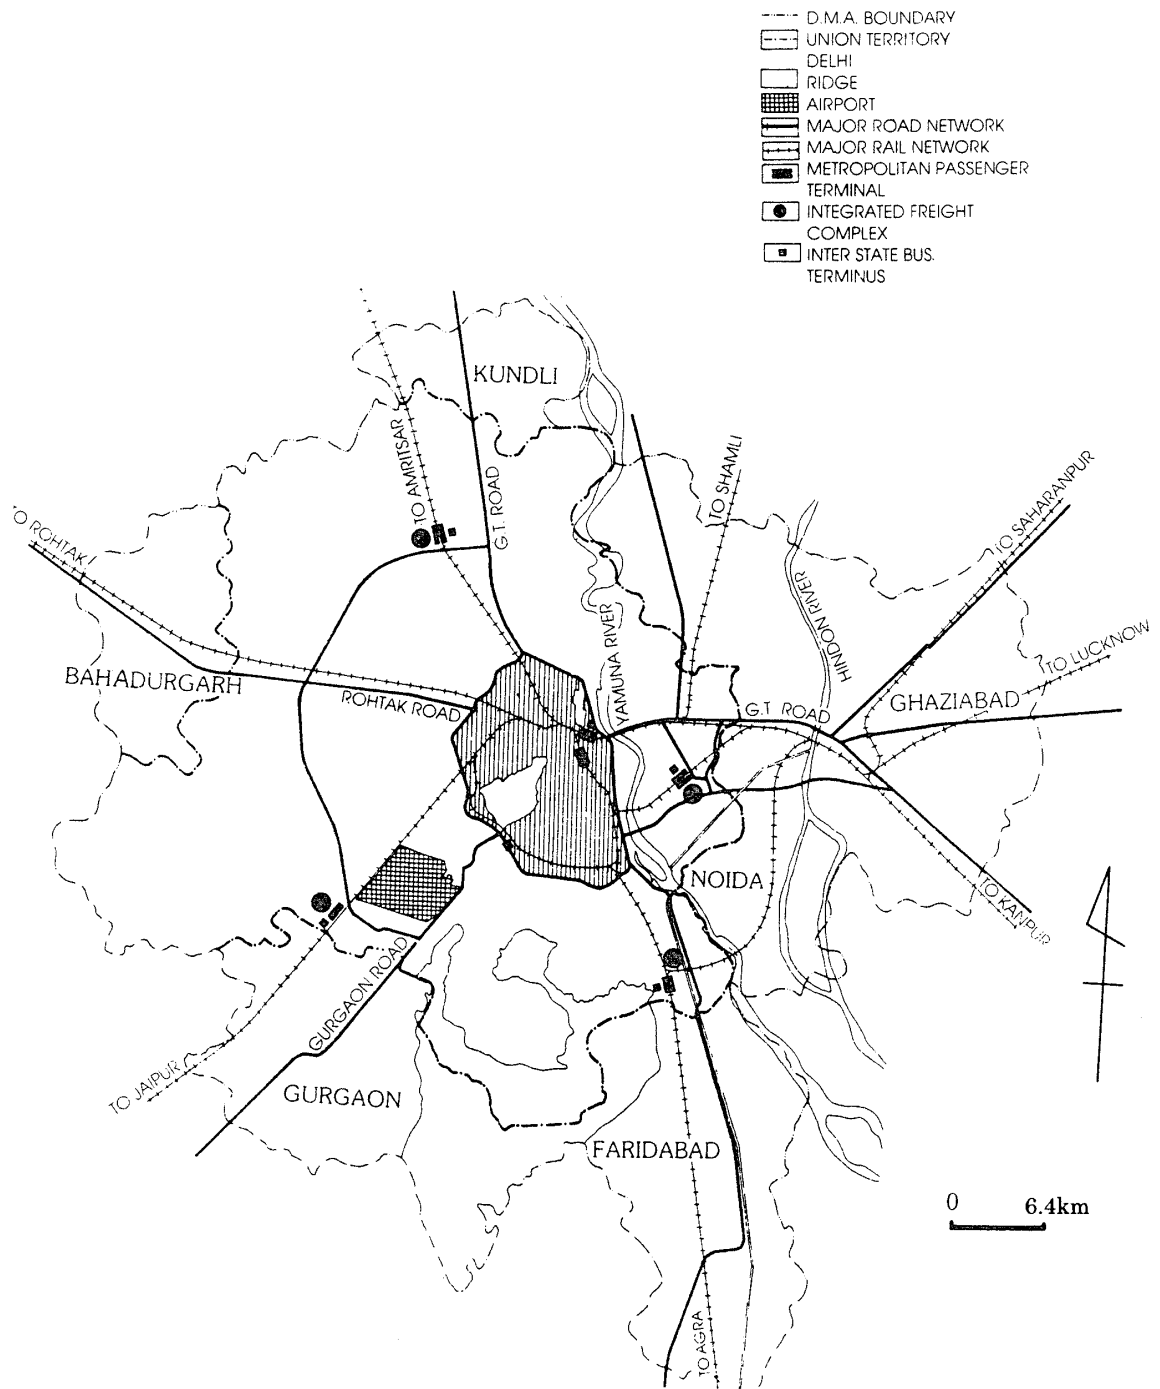 D.M.A. BOUNDARY
UNION TERRITORY
DELHI
RIDGE
AIRPORT
MAJOR ROAD NETWORK
MAJOR RAIL NETWORK
METROPOLITAN PASSENGER
TERMINAL
INTEGRATED FREIGHT
COMPLEX
INTER STATE BUS.
TERMINUS
KUNDLI
TO AMRITSAR
G.T. ROAD
TO SHAMLI
TO SAHARANPUR
O ROHTAK
YAMUNA RIVER
HINDON RIVER
TO LUCKNOW
BAHADURGARH
ROHTAK ROAD
G.T ROAD
GHAZIABAD
NOIDA
TO KANPUR
GURGAON ROAD
TO JAIPUR
GURGAON
FARIDABAD
0 6.4km
TO AGRA